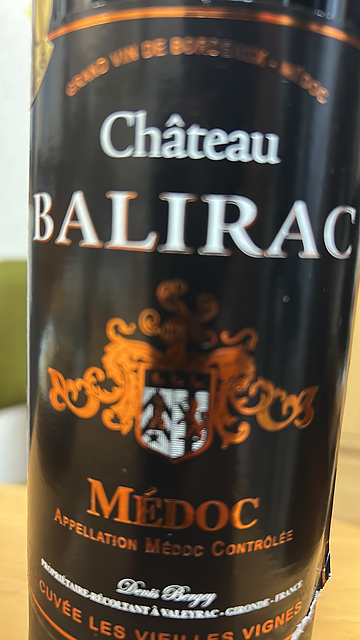 GRAND VIN DE BORDEAUX - MÉDOC
Château
BALIRAC
MÉDOC
APPELLATION MÉDOC CONTRÔLÉE
Denis Bergey
PROPRIÉTAIRE-RÉCOLTANT À VALEYRAC - GIRONDE - FRANCE
CUVÉE LES VIEILLES VIGNES